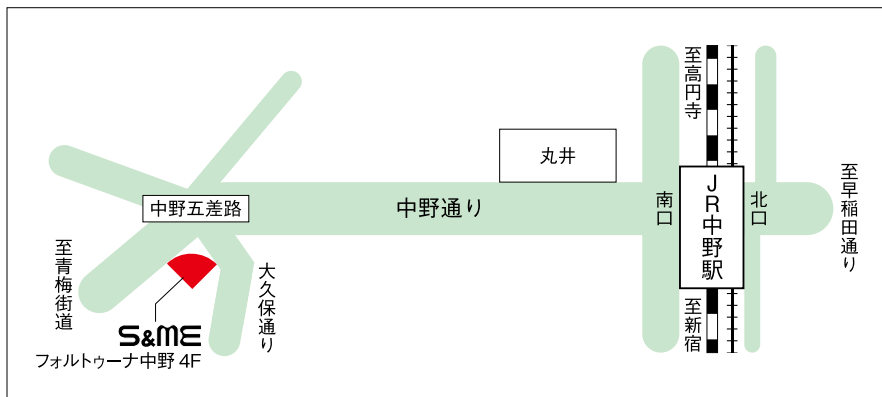 至高円寺
丸井
JR中野駅
南口
北口
至早稲田通り
中野五差路
中野通り
至青梅街道
大久保通り
至新宿
S&ME
フォルトゥーナ中野 4F